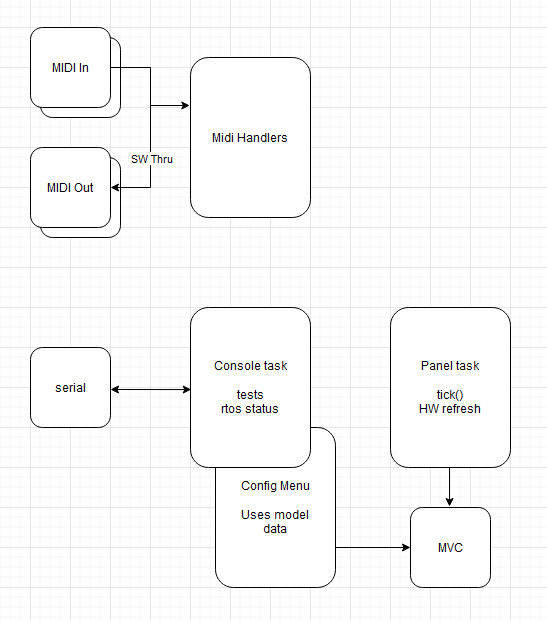 MIDI In
Midi Handlers
SW Thru
MIDI Out
Console task
tests
rtos status
Panel task
tick()
HW refresh
serial
Config Menu
Uses model
data
MVC